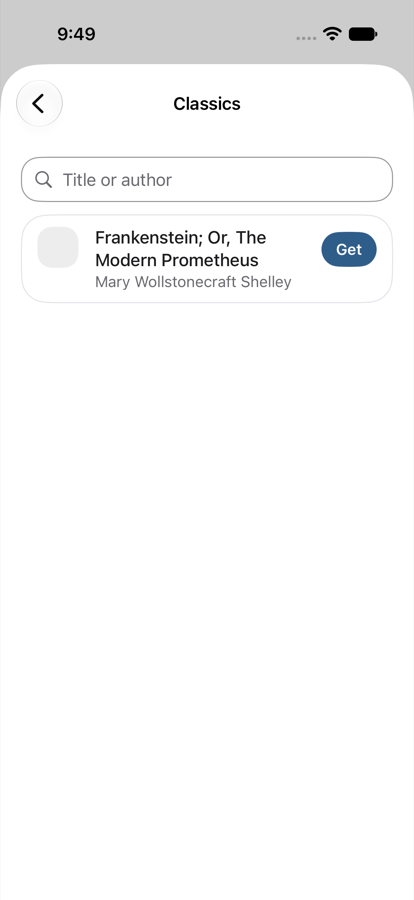 9:49
Classics
Title or author
Frankenstein; Or, The
Modern Prometheus
Mary Wollstonecraft Shelley
Get